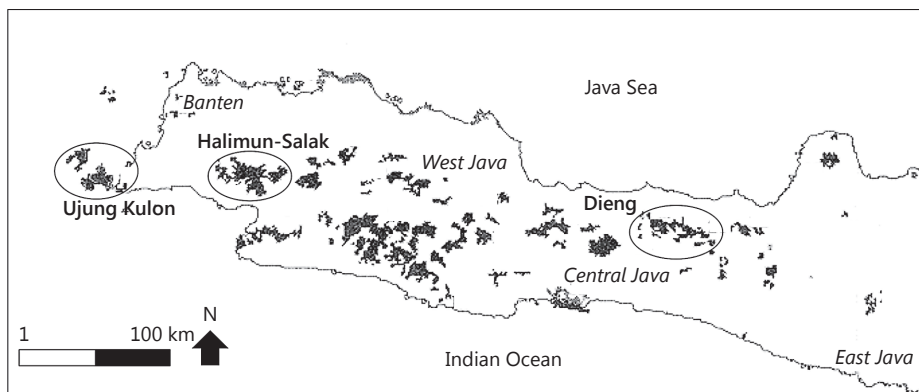 Java Sea
Banten
Halimun-Salak
West Java
Ujung Kulon
Dieng
Central Java
1 100 km
N
Indian Ocean
East Java